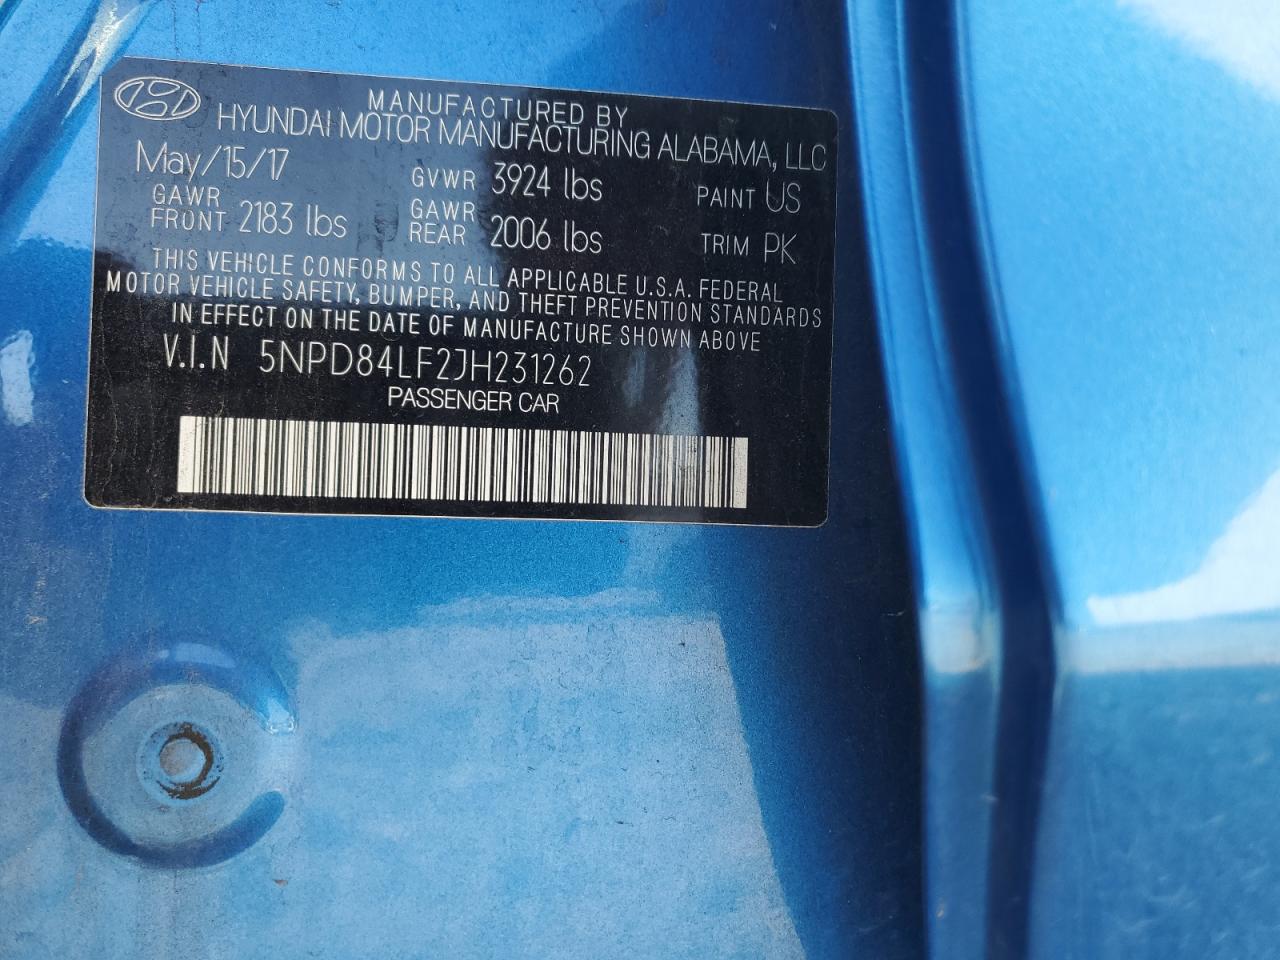 MANUFACTURED BY
HYUNDAI MOTOR MANUFACTURING ALABAMA, LLC
May/15/17 GVWR 3924 lbs PAINT US
GAWR FRONT 2183 lbs GAWR REAR 2006 lbs TRIM PK
THIS VEHICLE CONFORMS TO ALL APPLICABLE U.S.A. FEDERAL
MOTOR VEHICLE SAFETY, BUMPER, AND THEFT PREVENTION STANDARDS
IN EFFECT ON THE DATE OF MANUFACTURE SHOWN ABOVE
V.I.N 5NPD84LF2JH231262
PASSENGER CAR